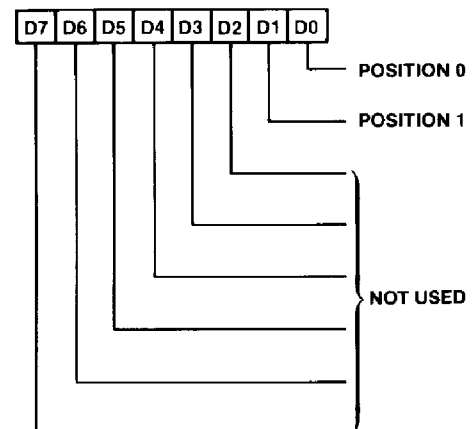 D7 D6 D5 D4 D3 D2 D1 D0
POSITION 0
POSITION 1
NOT USED